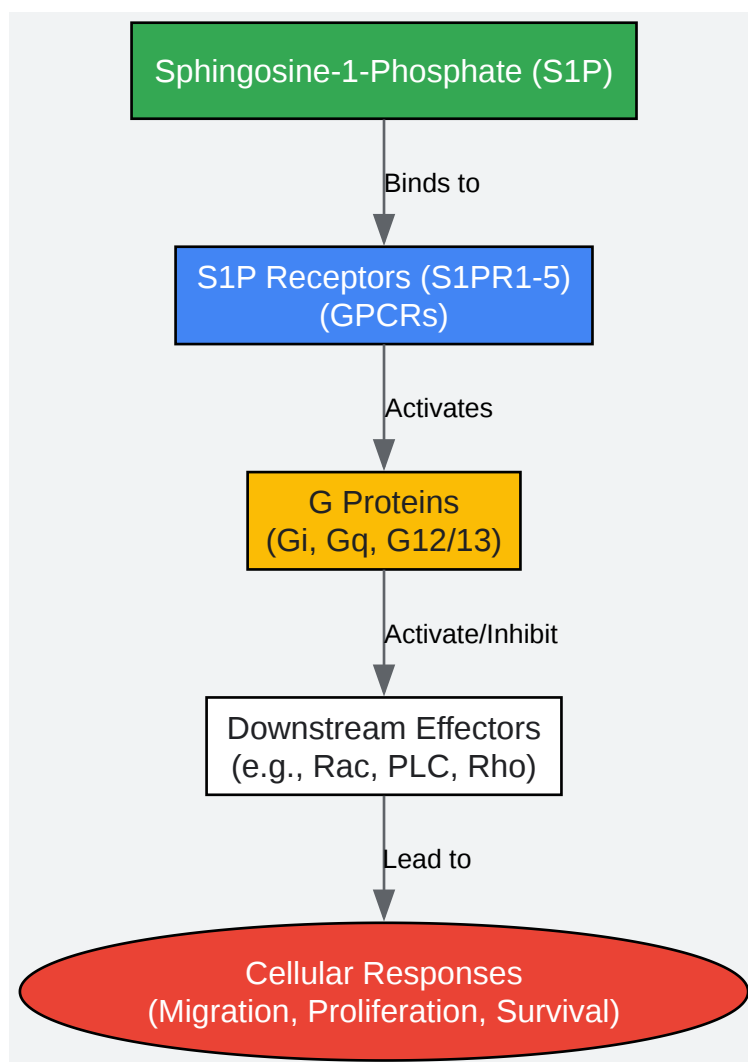 Sphingosine-1-Phosphate (S1P)
Binds to
S1P Receptors (S1PR1-5)
(GPCRs)
Activates
G Proteins
(Gi, Gq, G12/13)
Activate/Inhibit
Downstream Effectors
(e.g., Rac, PLC, Rho)
Lead to
Cellular Responses
(Migration, Proliferation, Survival)